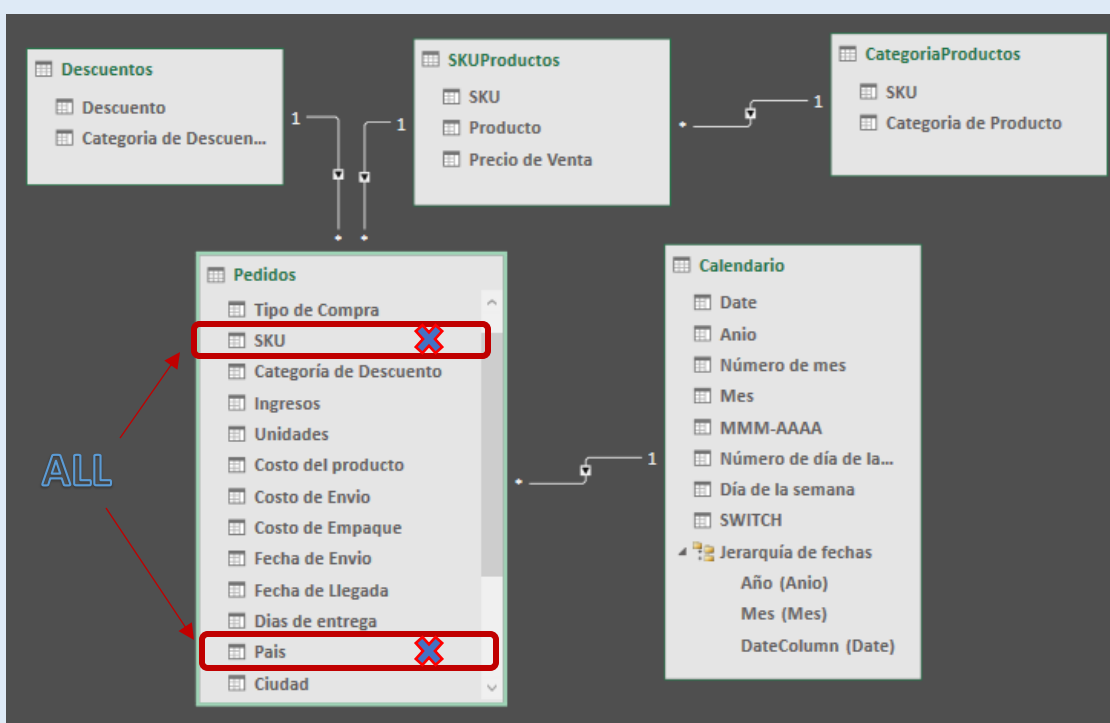 Descuentos
Descuento
Categoria de Descuen...
1
SKUProductos
SKU
Producto
Precio de Venta
1
CategoriaProductos
SKU
Categoria de Producto
1
*
*
*
Pedidos
Tipo de Compra
SKU
Categoría de Descuento
Ingresos
Unidades
Costo del producto
Costo de Envio
Costo de Empaque
Fecha de Envio
Fecha de Llegada
Dias de entrega
Pais
Ciudad
ALL
*
1
Calendario
Date
Anio
Número de mes
Mes
MMM-AAAA
Número de día de la...
Día de la semana
SWITCH
Jerarquía de fechas
Año (Anio)
Mes (Mes)
DateColumn (Date)